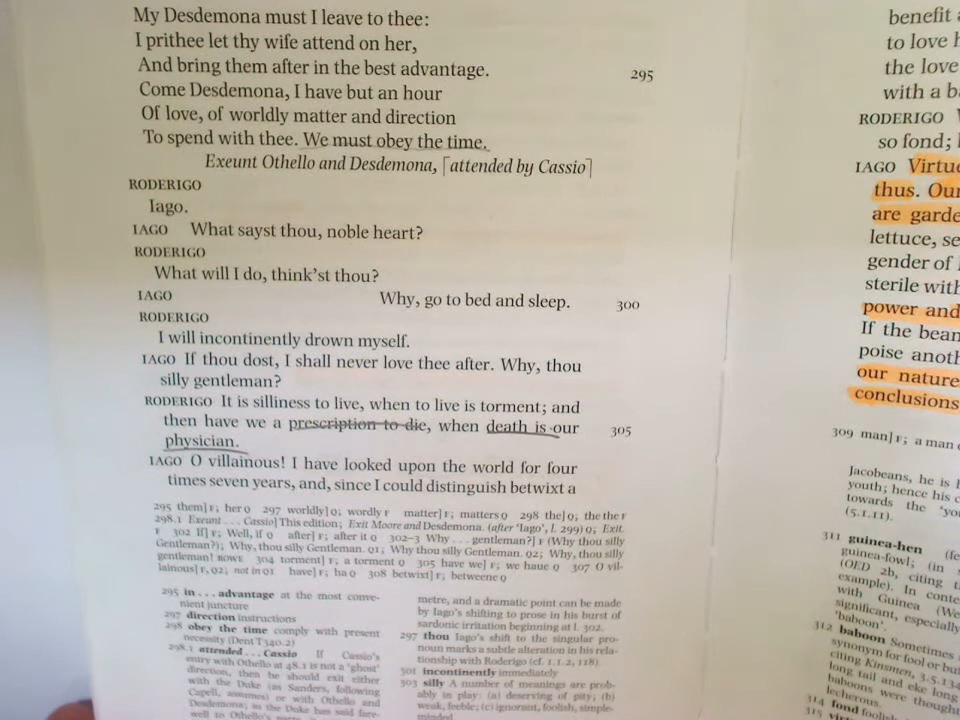 My Desdemona must I leave to thee:
I prithee let thy wife attend on her,
And bring them after in the best advantage. 295
Come Desdemona, I have but an hour
Of love, of worldly matter and direction
To spend with thee. We must obey the time.
Exeunt Othello and Desdemona, ⌈attended by Cassio⌉
RODERIGO
Iago.
IAGO What sayst thou, noble heart?
RODERIGO
What will I do, think'st thou?
IAGO Why, go to bed and sleep. 300
RODERIGO
I will incontinently drown myself.
IAGO If thou dost, I shall never love thee after. Why, thou
silly gentleman?
RODERIGO It is silliness to live, when to live is torment; and
then have we a prescription to die, when death is our 305
physician.
IAGO O villainous! I have looked upon the world for four
times seven years, and, since I could distinguish betwixt a
295 them] F; her Q 297 worldly] Q; wordly F matter] F; matters Q 298 the] Q; the the F
298.1 Exeunt . . . Cassio] This edition; Exit Moore and Desdemona. (after 'Iago', l. 299) Q; Exit.
F 302 If] F; Well, if Q after] F; after it Q 302-3 Why . . . gentleman?] F (Why thou silly
Gentleman?); Why, thou silly Gentleman. Q1; Why thou silly Gentleman. Q2; Why, thou silly
gentleman! ROWE 304 torment] F; a torment Q 305 have we] F; we haue Q 307 O vil-
lainous] F, Q2; not in Q1 have] F; ha Q 308 betwixt] F; betweene Q
295 in . . . advantage at the most conve-
nient juncture
297 direction instructions
298 obey the time comply with present
necessity (Dent T340.2)
298.1 attended . . . Cassio If Cassio's
entry with Othello at 48.1 is not a 'ghost'
direction, then he should exit either
with the Duke (as Sanders, following
Capell, assumes) or with Othello and
Desdemona; as the Duke has said fare-
well to Othello's
metre, and a dramatic point can be made
by Iago's shifting to prose in his burst of
sardonic irritation beginning at l. 302.
297 thou Iago's shift to the singular pro-
noun marks a subtle alteration in his rela-
tionship with Roderigo (cf. 1.1.2, 118).
301 incontinently immediately
303 silly A number of meanings are prob-
ably in play: (a) deserving of pity; (b)
weak, feeble; (c) ignorant, foolish, simple-
minded
benefit
to love
the love
with a
RODERIGO
so fond;
IAGO Virtue
thus. Our
are garde
lettuce, se
gender of
sterile with
power and
If the bean
poise anoth
our nature
conclusions
309 man] F; a man
Jacobeans, he is
youth; hence his
towards the 'yo
(5.1.11).
311 guinea-hen (fe
guinea-fowl; (in
(OED 2b, citing
example). In conte
with Guinea (We
significant, especially
'baboon'.
312 baboon Sometimes
synonym for fool or
citing Kinsmen, 3.5.134
long tail and eke long
baboons were thought
lecherous.
314 fond foolish
315